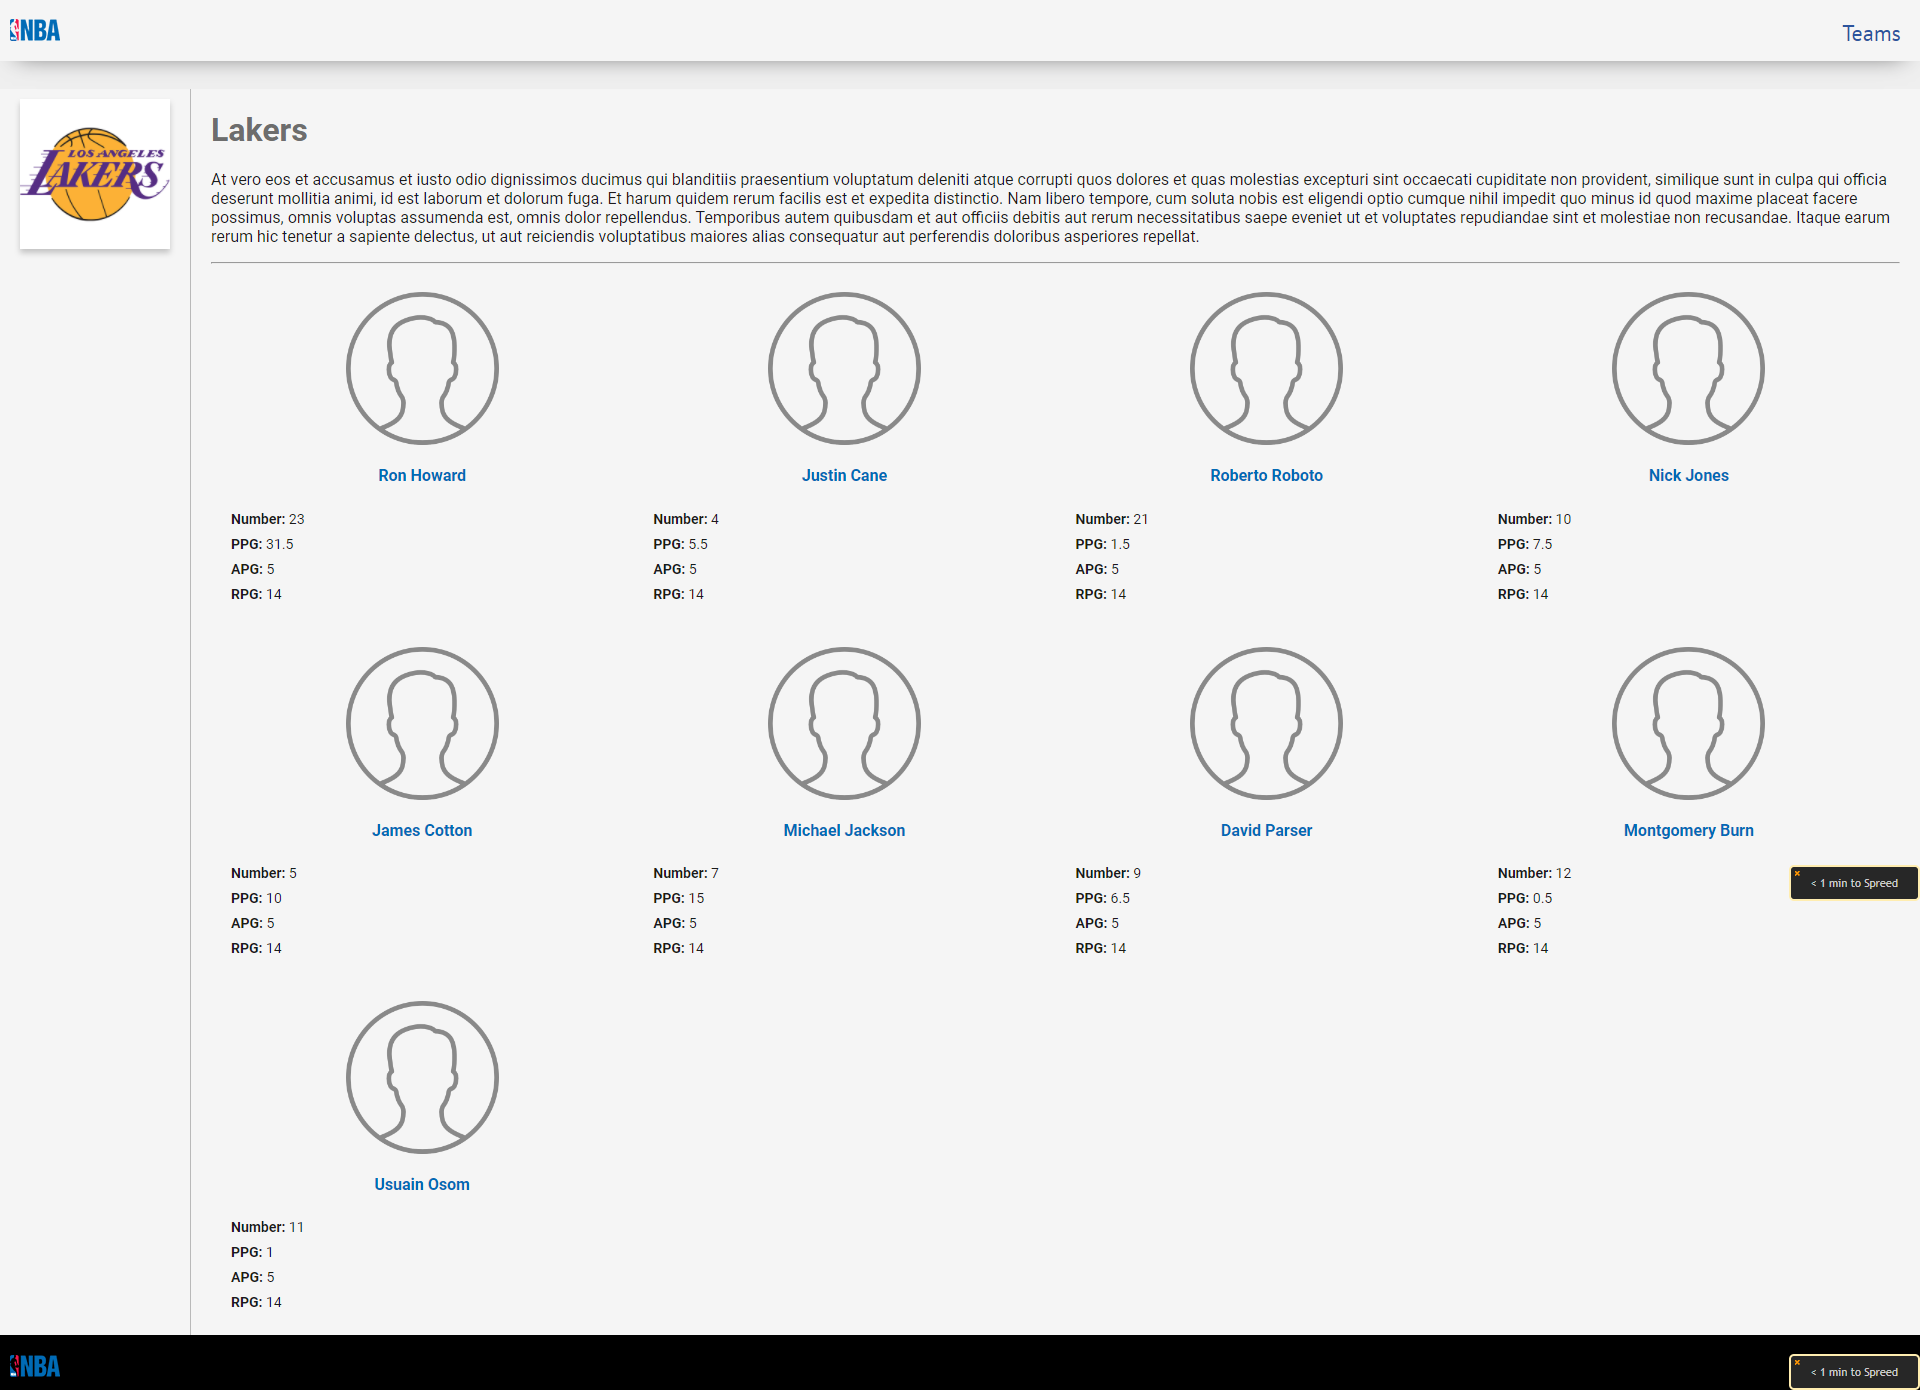 NBA
Teams
LOS ANGELES
LAKERS
Lakers
At vero eos et accusamus et iusto odio dignissimos ducimus qui blanditiis praesentium voluptatum deleniti atque corrupti quos dolores et quas molestias excepturi sint occaecati cupiditate non provident, similique sunt in culpa qui officia
deserunt mollitia animi, id est laborum et dolorum fuga. Et harum quidem rerum facilis est et expedita distinctio. Nam libero tempore, cum soluta nobis est eligendi optio cumque nihil impedit quo minus id quod maxime placeat facere
possimus, omnis voluptas assumenda est, omnis dolor repellendus. Temporibus autem quibusdam et aut officiis debitis aut rerum necessitatibus saepe eveniet ut et voluptates repudiandae sint et molestiae non recusandae. Itaque earum
rerum hic tenetur a sapiente delectus, ut aut reiciendis voluptatibus maiores alias consequatur aut perferendis doloribus asperiores repellat.
Ron Howard
Number: 23
PPG: 31.5
APG: 5
RPG: 14
Justin Cane
Number: 4
PPG: 5.5
APG: 5
RPG: 14
Roberto Roboto
Number: 21
PPG: 1.5
APG: 5
RPG: 14
Nick Jones
Number: 10
PPG: 7.5
APG: 5
RPG: 14
James Cotton
Number: 5
PPG: 10
APG: 5
RPG: 14
Michael Jackson
Number: 7
PPG: 15
APG: 5
RPG: 14
David Parser
Number: 9
PPG: 6.5
APG: 5
RPG: 14
Montgomery Burn
Number: 12
PPG: 0.5
APG: 5
RPG: 14
< 1 min to Spreed
Usuain Osom
Number: 11
PPG: 1
APG: 5
RPG: 14
NBA
< 1 min to Spreed